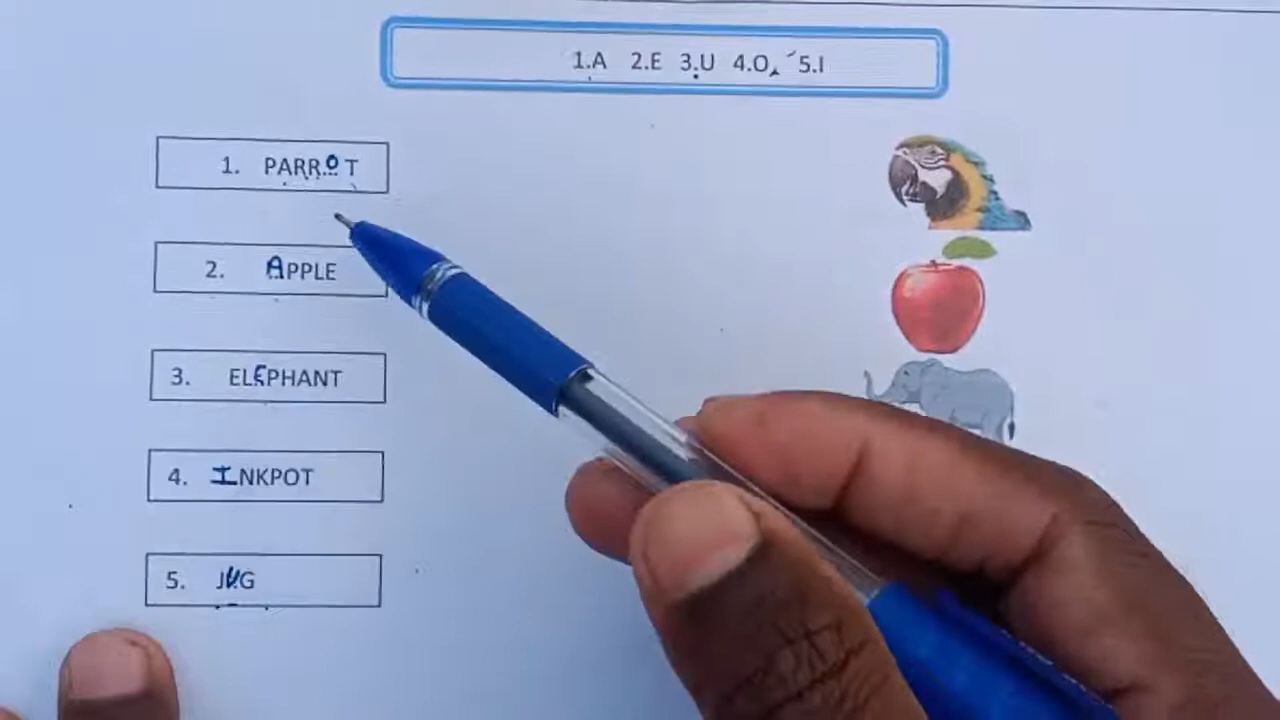 1.A 2.E 3.U 4.O 5.I
1. PARROT
2. APPLE
3. ELEPHANT
4. INKPOT
5. JUG